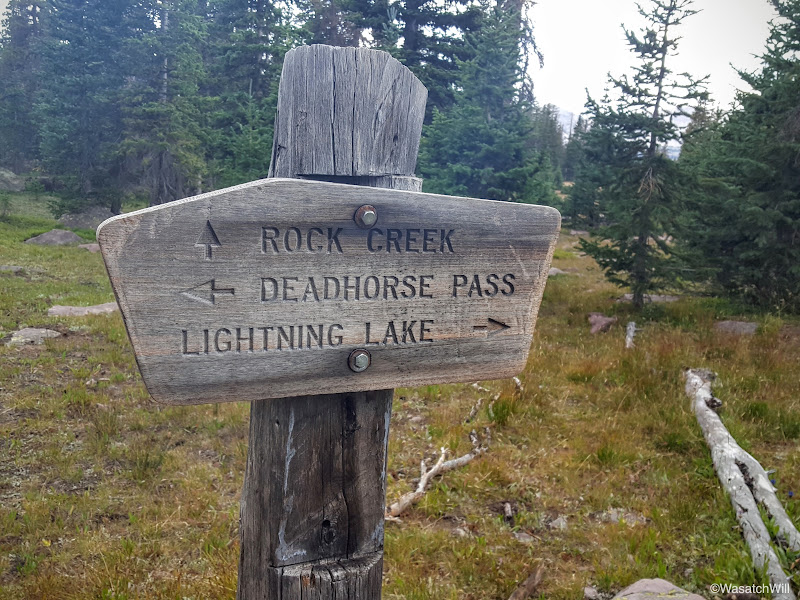 ↑ ROCK CREEK
← DEADHORSE PASS
LIGHTNING LAKE →
©WasatchWill